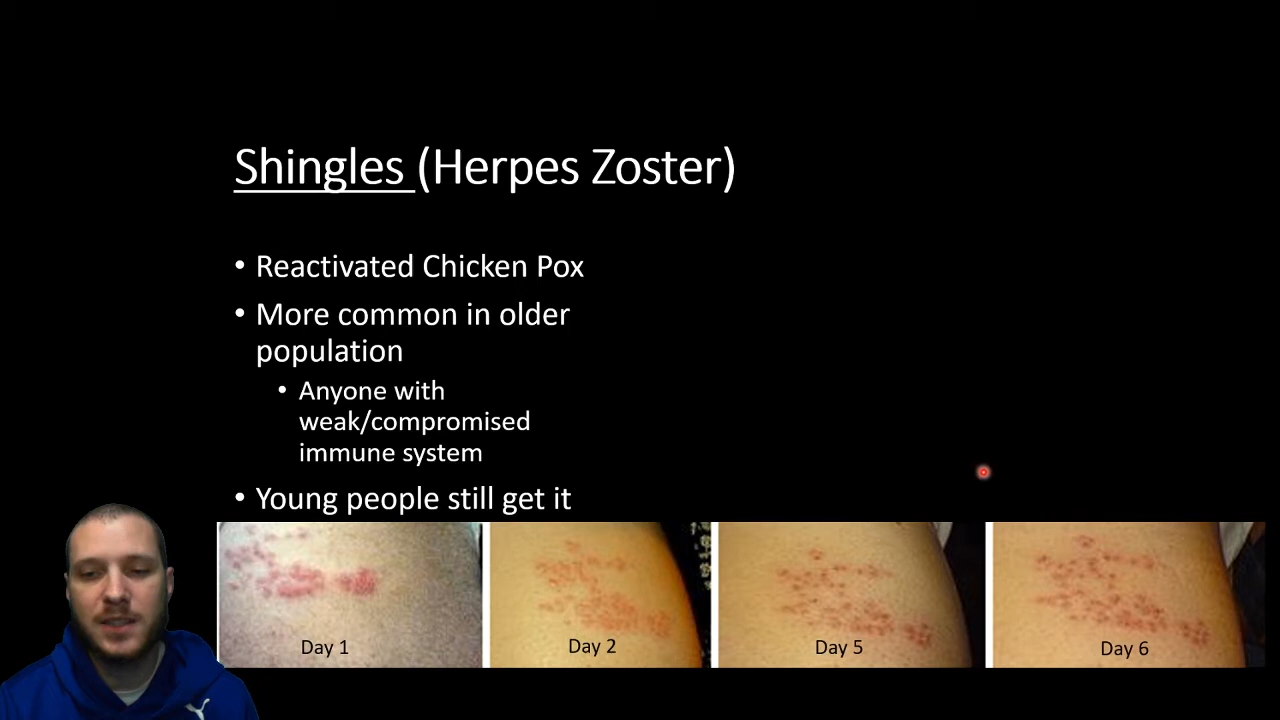 Shingles (Herpes Zoster)
• Reactivated Chicken Pox
• More common in older
population
• Anyone with
weak/compromised
immune system
• Young people still get it
Day 1
Day 2
Day 5
Day 6